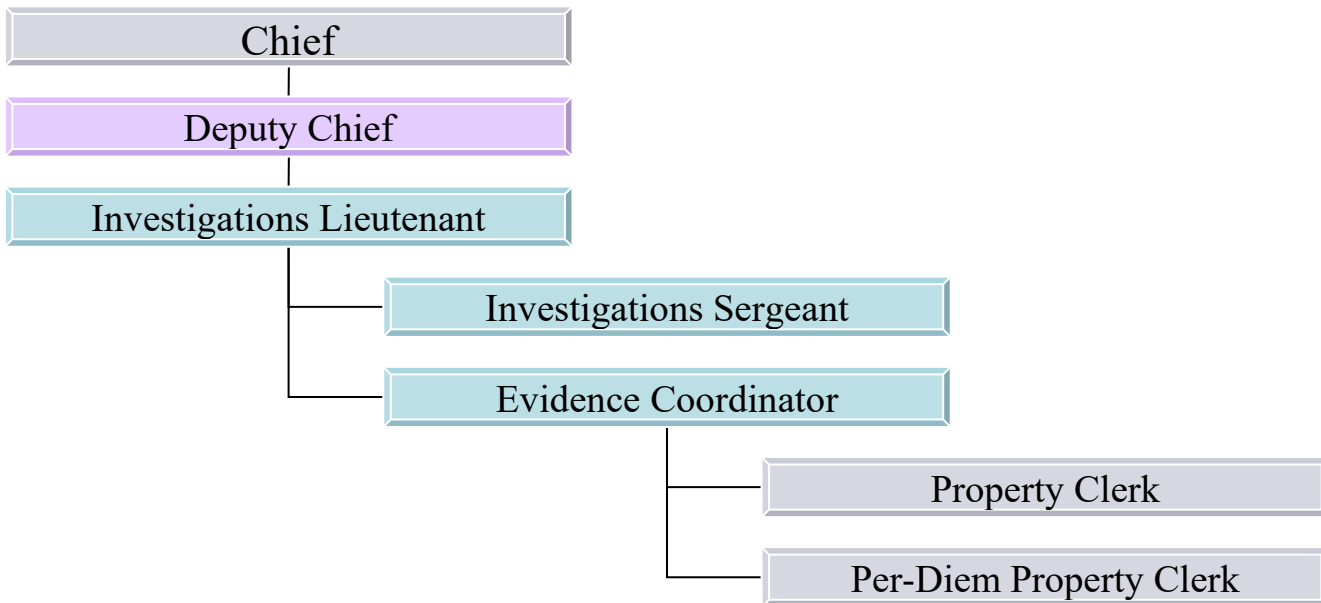 Chief
Deputy Chief
Investigations Lieutenant
Investigations Sergeant
Evidence Coordinator
Property Clerk
Per-Diem Property Clerk